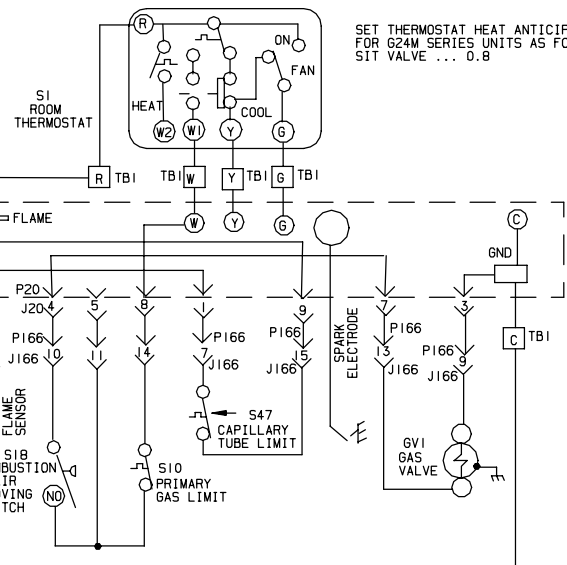 SET THERMOSTAT HEAT ANTICIP
FOR G24M SERIES UNITS AS FO
SIT VALVE ... 0.8
R
ON
FAN
S1
ROOM
THERMOSTAT
HEAT
COOL
W2
W1
Y
G
R
TB1
TB1
W
Y
TB1
G
TB1
FLAME
W
Y
G
C
GND
P20
J20
4
5
8
1
9
7
3
P166
P166
P166
P166
P166
J166
10
11
14
7
J166
15
J166
13
J166
9
J166
SPARK
ELECTRODE
C
TB1
FLAME
SENSOR
S47
CAPILLARY
TUBE LIMIT
GV1
GAS
VALVE
S18
MBUSTION
IR
OVING
TCH
NO
S10
PRIMARY
GAS LIMIT